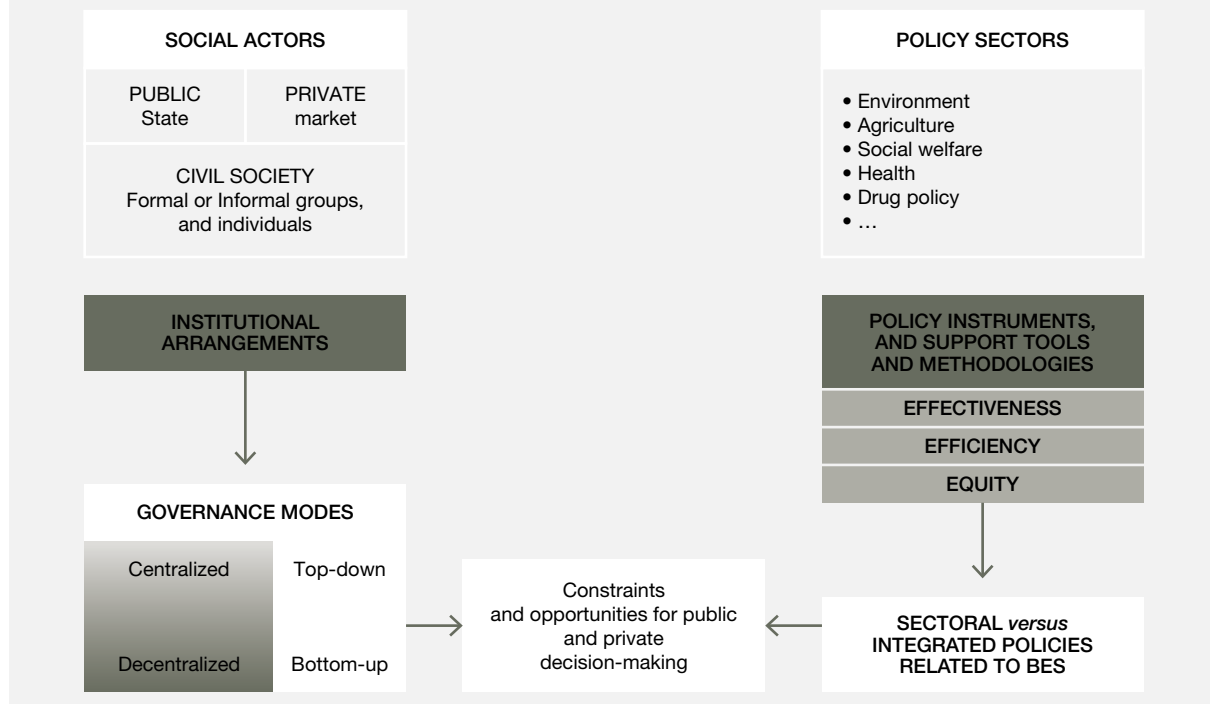 SOCIAL ACTORS
PUBLIC
State
PRIVATE
market
CIVIL SOCIETY
Formal or Informal groups,
and individuals
INSTITUTIONAL
ARRANGEMENTS
GOVERNANCE MODES
Centralized
Top-down
Decentralized
Bottom-up
Constraints
and opportunities for public
and private
decision-making
POLICY SECTORS
• Environment
• Agriculture
• Social welfare
• Health
• Drug policy
• …
POLICY INSTRUMENTS,
AND SUPPORT TOOLS
AND METHODOLOGIES
EFFECTIVENESS
EFFICIENCY
EQUITY
SECTORAL versus
INTEGRATED POLICIES
RELATED TO BES